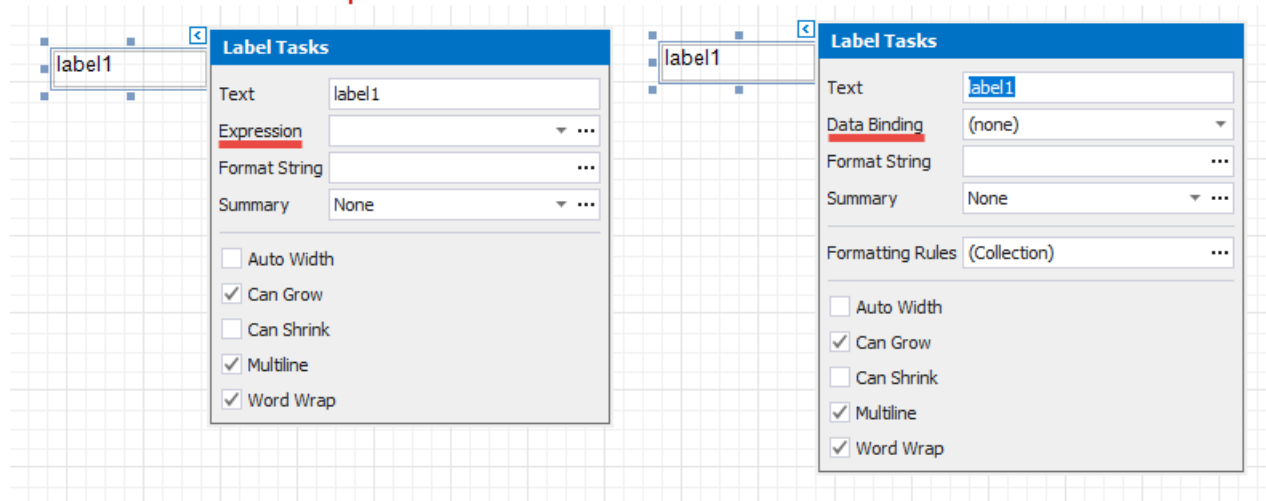 label1
Label Tasks
Text label1
Expression
Format String
Summary None
Auto Width
Can Grow
Can Shrink
Multiline
Word Wrap
label1
Label Tasks
Text label1
Data Binding (none)
Format String
Summary None
Formatting Rules (Collection)
Auto Width
Can Grow
Can Shrink
Multiline
Word Wrap